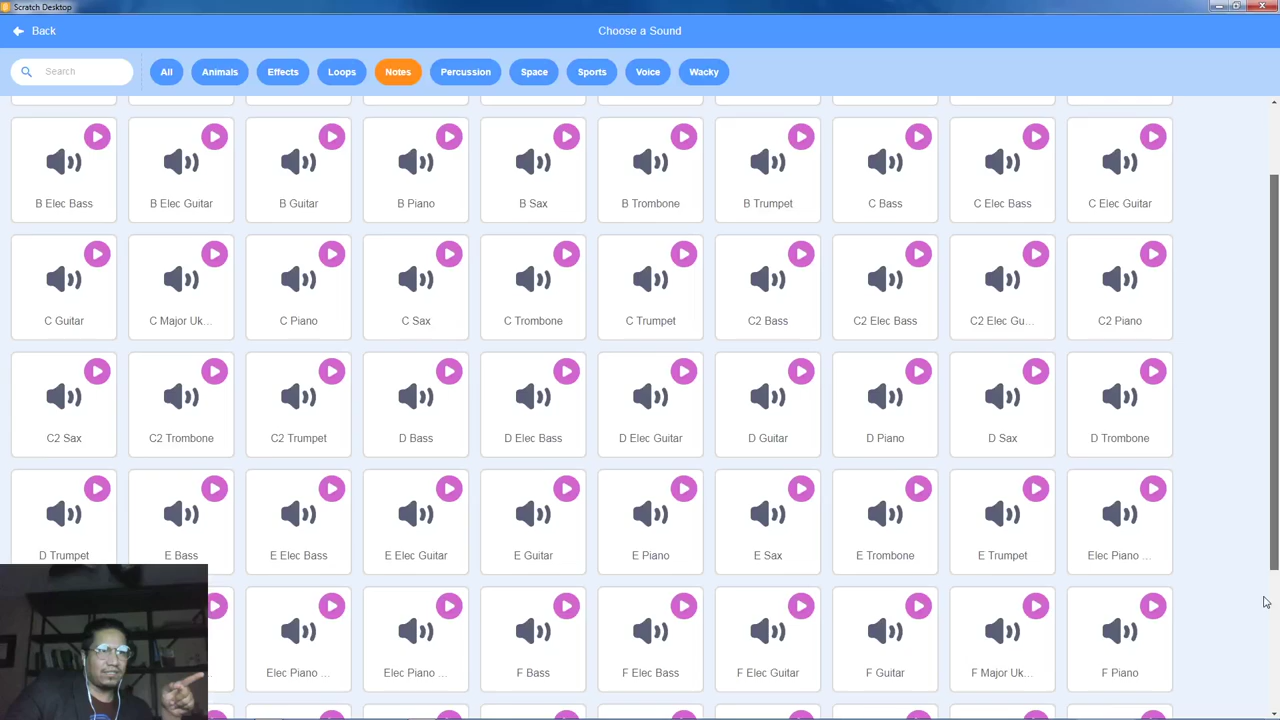 Scratch Desktop
Back
Choose a Sound
Search
All
Animals
Effects
Loops
Notes
Percussion
Space
Sports
Voice
Wacky
B Elec Bass
B Elec Guitar
B Guitar
B Piano
B Sax
B Trombone
B Trumpet
C Bass
C Elec Bass
C Elec Guitar
C Guitar
C Major Uk...
C Piano
C Sax
C Trombone
C Trumpet
C2 Bass
C2 Elec Bass
C2 Elec Gu...
C2 Piano
C2 Sax
C2 Trombone
C2 Trumpet
D Bass
D Elec Bass
D Elec Guitar
D Guitar
D Piano
D Sax
D Trombone
D Trumpet
E Bass
E Elec Bass
E Elec Guitar
E Guitar
E Piano
E Sax
E Trombone
E Trumpet
Elec Piano ...
Elec Piano ...
Elec Piano ...
F Bass
F Elec Bass
F Elec Guitar
F Guitar
F Major Uk...
F Piano